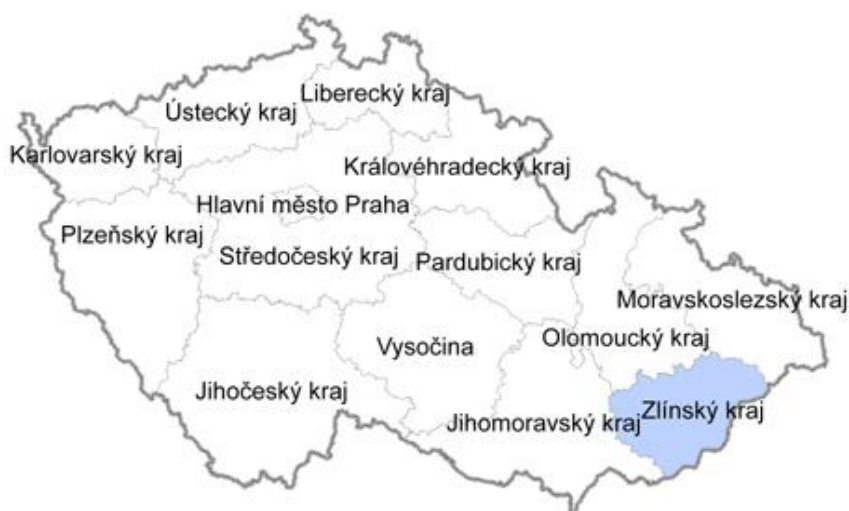 Liberecký kraj
Ústecký kraj
Karlovarský kraj
Královéhradecký kraj
Hlavní město Praha
Plzeňský kraj
Středočeský kraj
Pardubický kraj
Moravskoslezský kraj
Olomoucký kraj
Vysočina
Jihočeský kraj
Zlínský kraj
Jihomoravský kraj